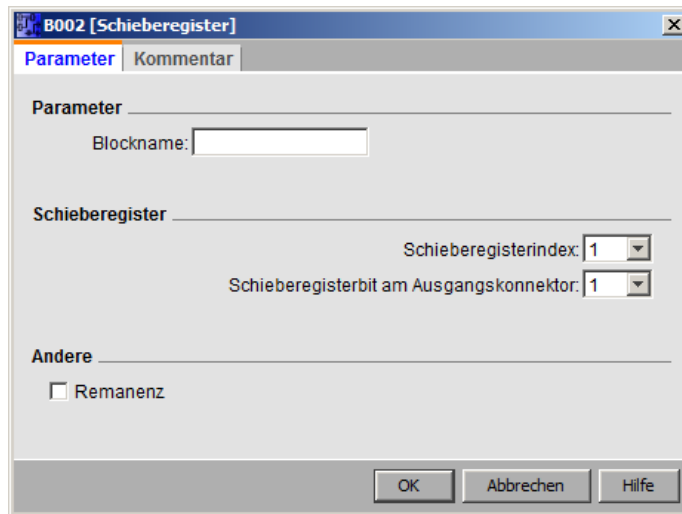 B002 [Schieberegister]
Parameter Kommentar
Parameter
Blockname:
Schieberegister
Schieberegisterindex: 1
Schieberegisterbit am Ausgangskonnektor: 1
Andere
Remanenz
OK Abbrechen Hilfe